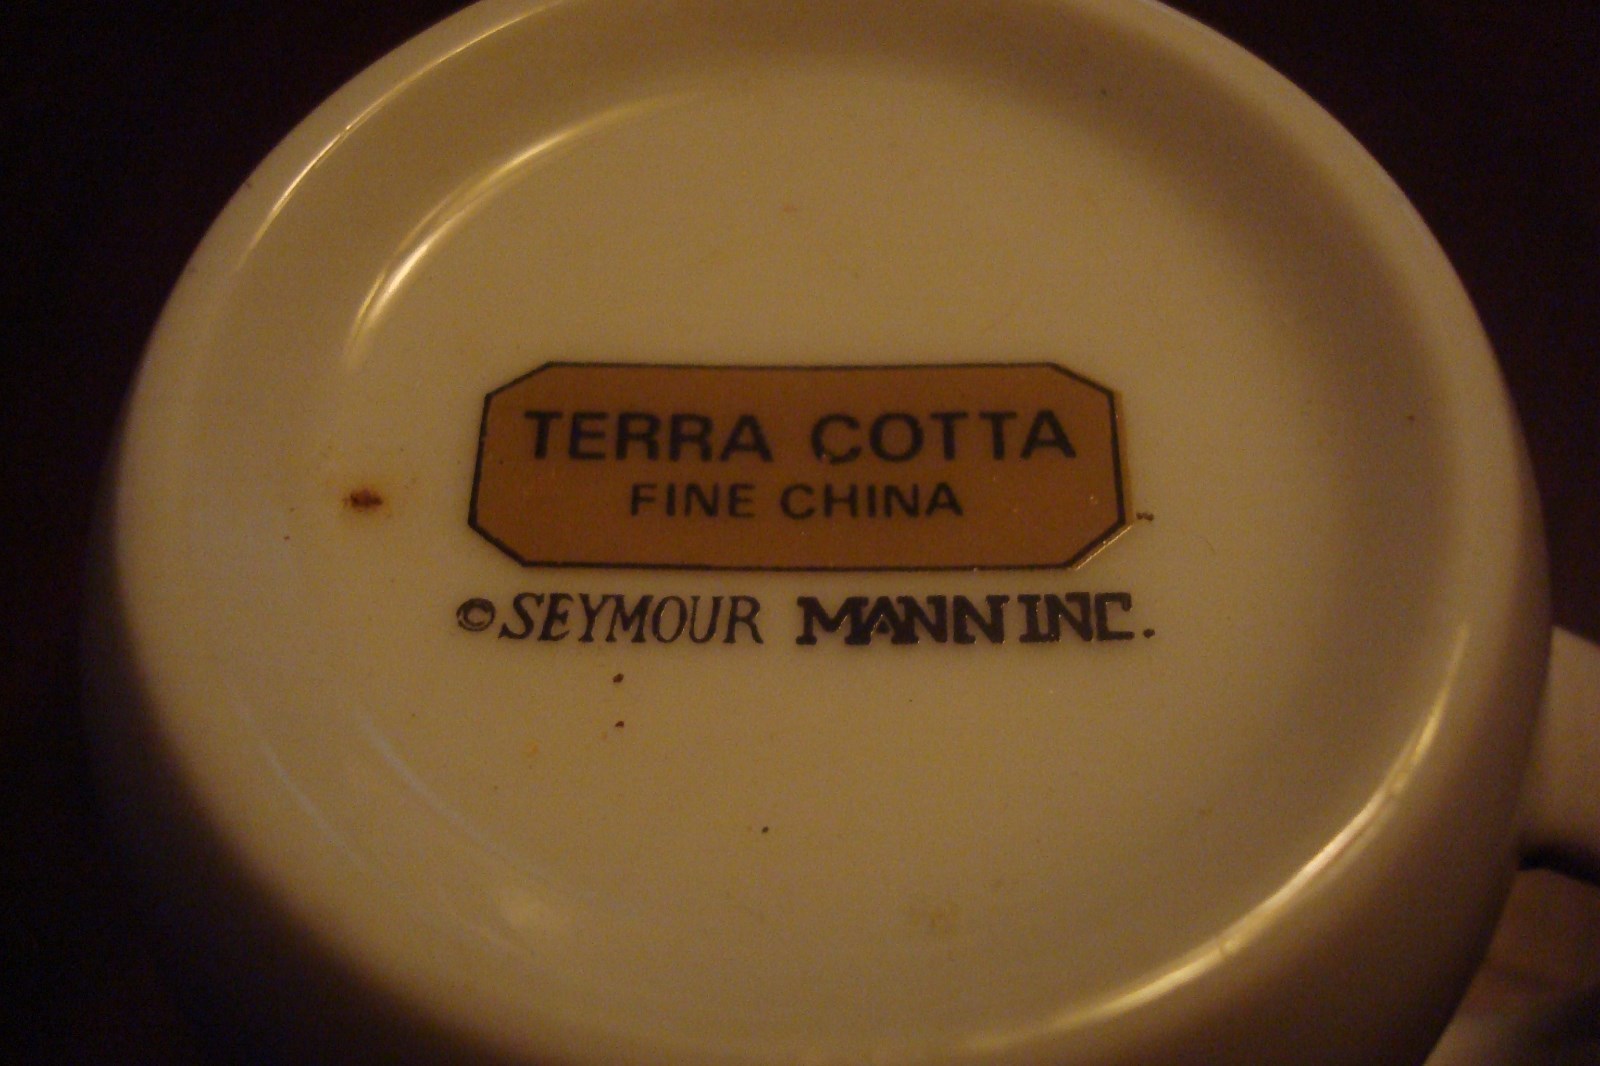 TERRA COTTA
FINE CHINA
©SEYMOUR MANN INC.